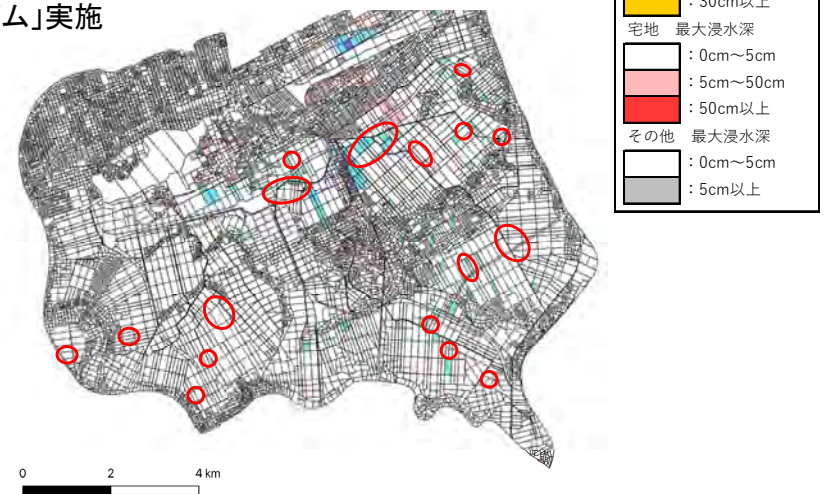 ム」実施
：30cm以上
宅地　最大浸水深
：0cm～5cm
：5cm～50cm
：50cm以上
その他　最大浸水深
：0cm～5cm
：5cm以上
0 2 4 km